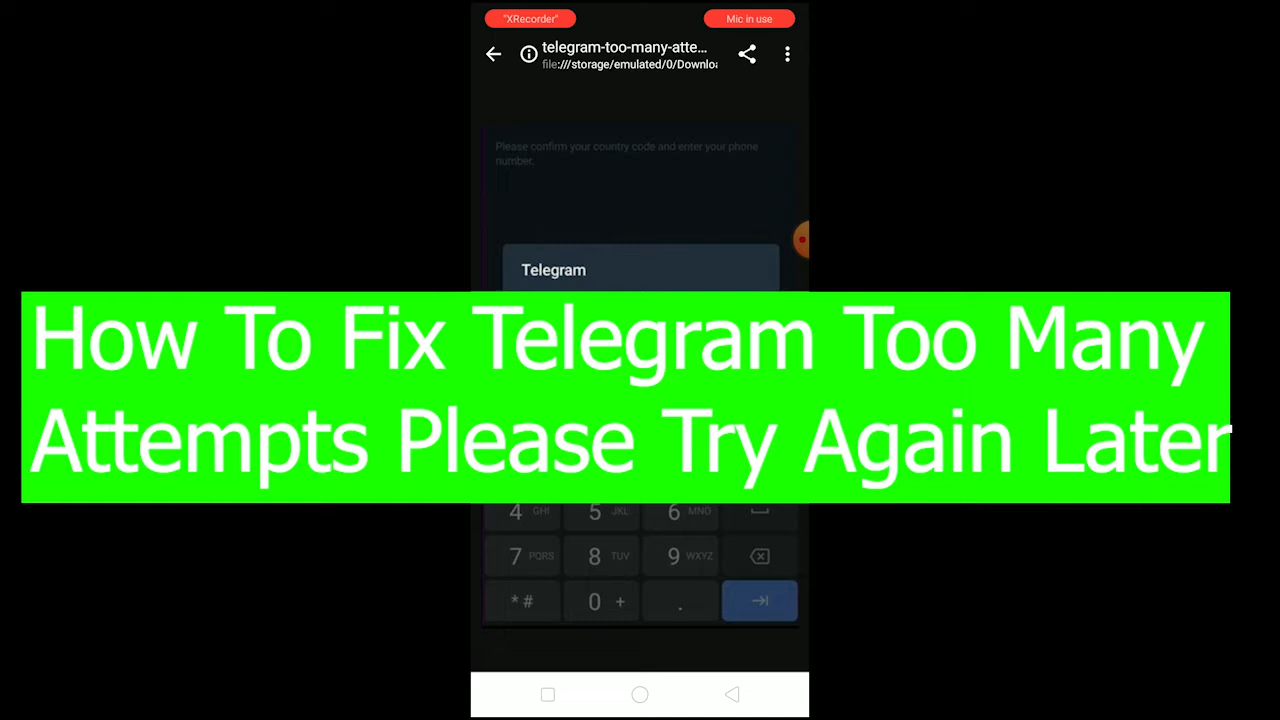 "XRecorder"
Mic in use
telegram-too-many-atte...
file:///storage/emulated/0/Downloa
Please confirm your country code and enter your phone
number.
Telegram
How To Fix Telegram Too Many
Attempts Please Try Again Later
4 GHI 5 JKL 6 MNO
7 PQRS 8 TUV 9 WXYZ
* # 0 + .